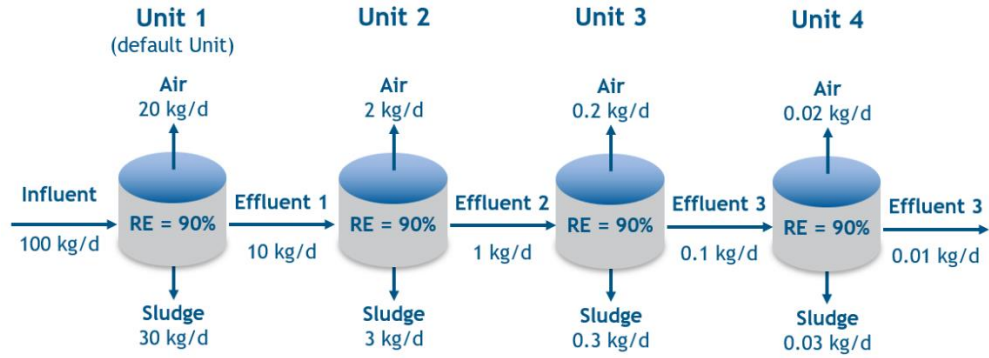 Unit 1
(default Unit)
Unit 2
Unit 3
Unit 4
Air
20 kg/d
Air
2 kg/d
Air
0.2 kg/d
Air
0.02 kg/d
Influent
100 kg/d
RE = 90%
Effluent 1
10 kg/d
RE = 90%
Effluent 2
1 kg/d
RE = 90%
Effluent 3
0.1 kg/d
RE = 90%
Effluent 3
0.01 kg/d
Sludge
30 kg/d
Sludge
3 kg/d
Sludge
0.3 kg/d
Sludge
0.03 kg/d